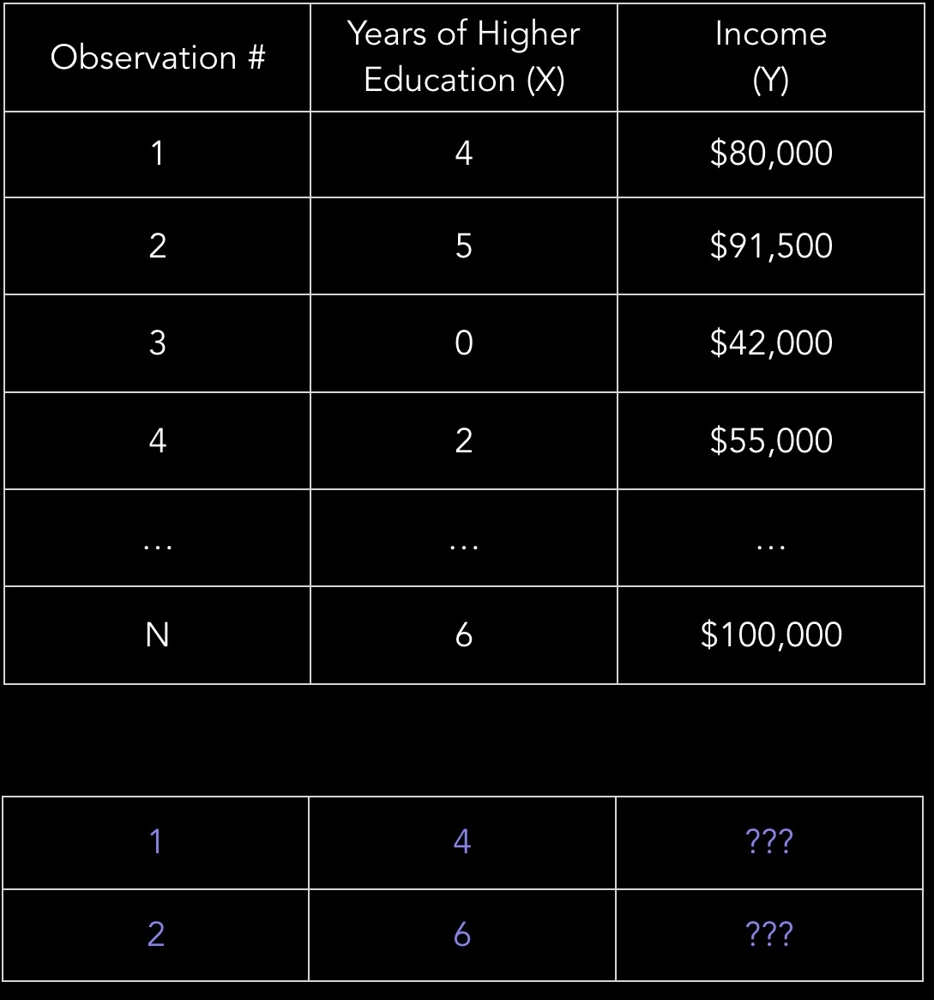 Observation #
Years of Higher
Education (X)
Income
(Y)
1 4 $80,000
2 5 $91,500
3 0 $42,000
4 2 $55,000
... ... ...
N 6 $100,000
1 4 ???
2 6 ???